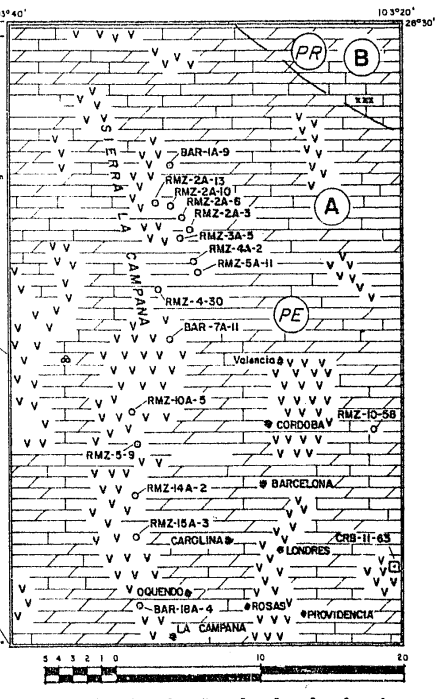 3°40'
103°20'
28°30'
PR
B
xxx
SIERRA LA CAMPANA
BAR-1A-9
RMZ-2A-13
RMZ-2A-10
RMZ-2A-6
RMZ-2A-3
RMZ-3A-5
A
RMZ-4A-2
RMZ-5A-11
RMZ-4-30
PE
BAR-7A-11
Valencia
RMZ-10A-5
CORDOBA
RMZ-10-58
RMZ-5-9
RMZ-14A-2
BARCELONA
RMZ-15A-3
CAROLINA
LONDRES
CRB-11-63
OQUENDO
BAR-18A-4
ROSAS
PROVIDENCIA
LA CAMPANA
5 4 3 2 1 0 10 20